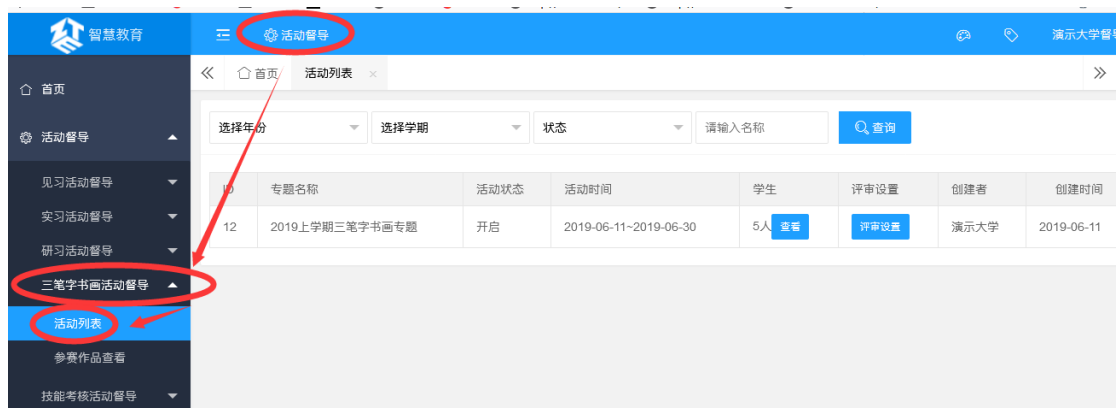 智慧教育
活动督导
演示大学督导
首页
活动督导
见习活动督导
实习活动督导
研习活动督导
三笔字书画活动督导
活动列表
参赛作品查看
技能考核活动督导
首页 活动列表 ×
选择年份 选择学期 状态 请输入名称 查询
ID 专题名称 活动状态 活动时间 学生 评审设置 创建者 创建时间
12 2019上学期三笔字书画专题 开启 2019-06-11~2019-06-30 5人 查看 评审设置 演示大学 2019-06-11